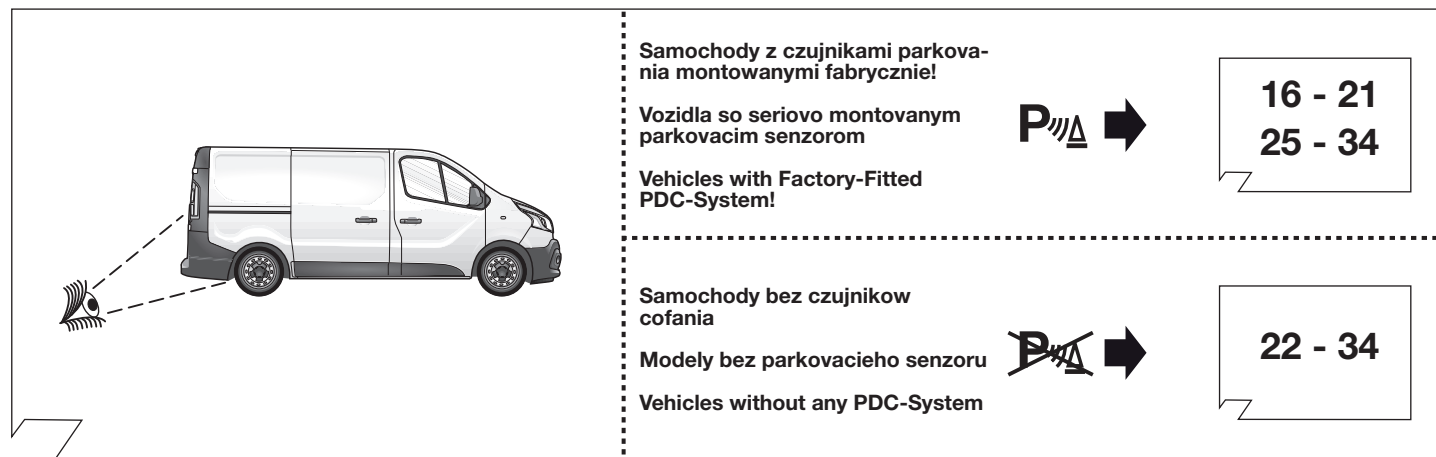 Samochody z czujnikami parkova-
nia montowanymi fabrycznie!
Vozidla so seriovo montovanym
parkovacim senzorom
Vehicles with Factory-Fitted
PDC-System!
P
16 - 21
25 - 34
Samochody bez czujnikow
cofania
Modely bez parkovacieho senzoru
Vehicles without any PDC-System
P
22 - 34